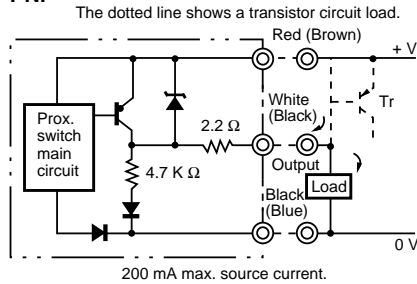 PNP
The dotted line shows a transistor circuit load.
Red (Brown)
+ V
White
(Black)
Tr
Prox.
switch
main
circuit
2.2 Ω
Output
4.7 K Ω
Load
Black
(Blue)
0 V
200 mA max. source current.